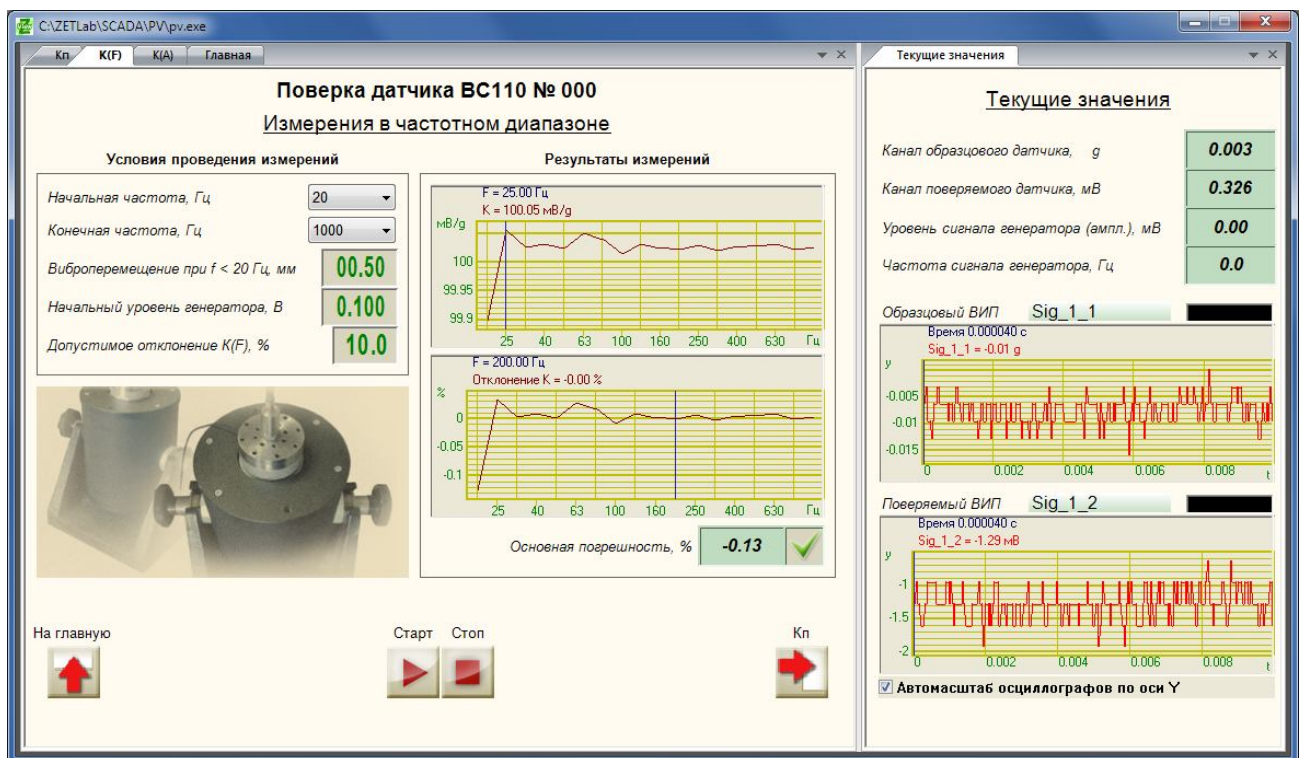 C:\ZETLab\SCADA\PV\pv.exe
Кп K(F) K(A) Главная
Поверка датчика ВС110 № 000
Измерения в частотном диапазоне
Условия проведения измерений
Начальная частота, Гц 20
Конечная частота, Гц 1000
Виброперемещение при f < 20 Гц, мм 00.50
Начальный уровень генератора, В 0.100
Допустимое отклонение K(F), % 10.0
Результаты измерений
F = 25.00 Гц
K = 100.05 мВ/g
мВ/g
100
99.95
99.9
25 40 63 100 160 250 400 630 Гц
F = 200.00 Гц
Отклонение K = -0.00 %
%
0
-0.05
-0.1
25 40 63 100 160 250 400 630 Гц
Основная погрешность, % -0.13
На главную
Старт Стоп
Кп
Текущие значения
Текущие значения
Канал образцового датчика, g 0.003
Канал поверяемого датчика, мВ 0.326
Уровень сигнала генератора (ампл.), мВ 0.00
Частота сигнала генератора, Гц 0.0
Образцовый ВИП Sig_1_1
Время 0.000040 с
Sig_1_1 = -0.01 g
y
-0.005
-0.01
-0.015
0 0.002 0.004 0.006 0.008 t
Поверяемый ВИП Sig_1_2
Время 0.000040 с
Sig_1_2 = -1.29 мВ
y
-1
-1.5
-2
0 0.002 0.004 0.006 0.008 t
Автомасштаб осциллографов по оси Y